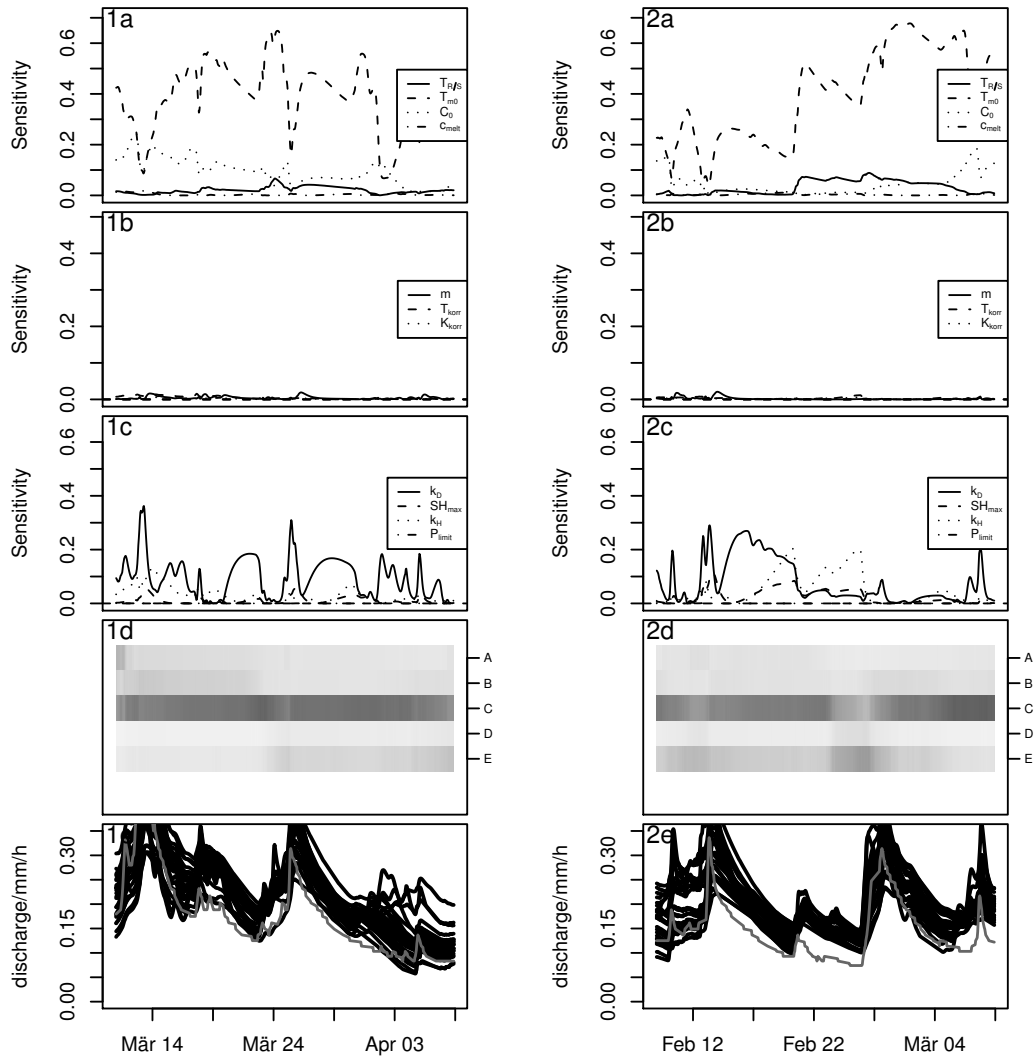 1a
Sensitivity
0.0 0.2 0.4 0.6
T_R/S
T_m0
C_0
c_melt
2a
Sensitivity
0.0 0.2 0.4 0.6
T_R/S
T_m0
C_0
c_melt
1b
Sensitivity
0.0 0.2 0.4
m
T_korr
K_korr
2b
Sensitivity
0.0 0.2 0.4
m
T_korr
K_korr
1c
Sensitivity
0.0 0.2 0.4 0.6
k_D
SH_max
k_H
P_limit
2c
Sensitivity
0.0 0.2 0.4 0.6
k_D
SH_max
k_H
P_limit
1d
A
B
C
D
E
2d
A
B
C
D
E
1
discharge/mm/h
0.00 0.15 0.30
Mär 14 Mär 24 Apr 03
2e
discharge/mm/h
0.00 0.15 0.30
Feb 12 Feb 22 Mär 04